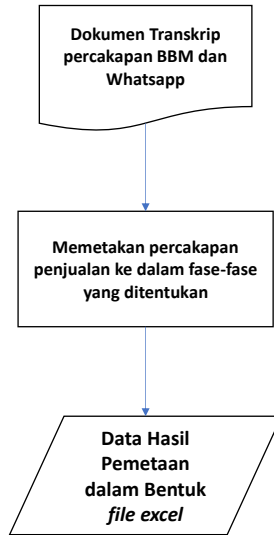 Dokumen Transkrip
percakapan BBM dan
Whatsapp
Memetakan percakapan
penjualan ke dalam fase-fase
yang ditentukan
Data Hasil
Pemetaan
dalam Bentuk
file excel